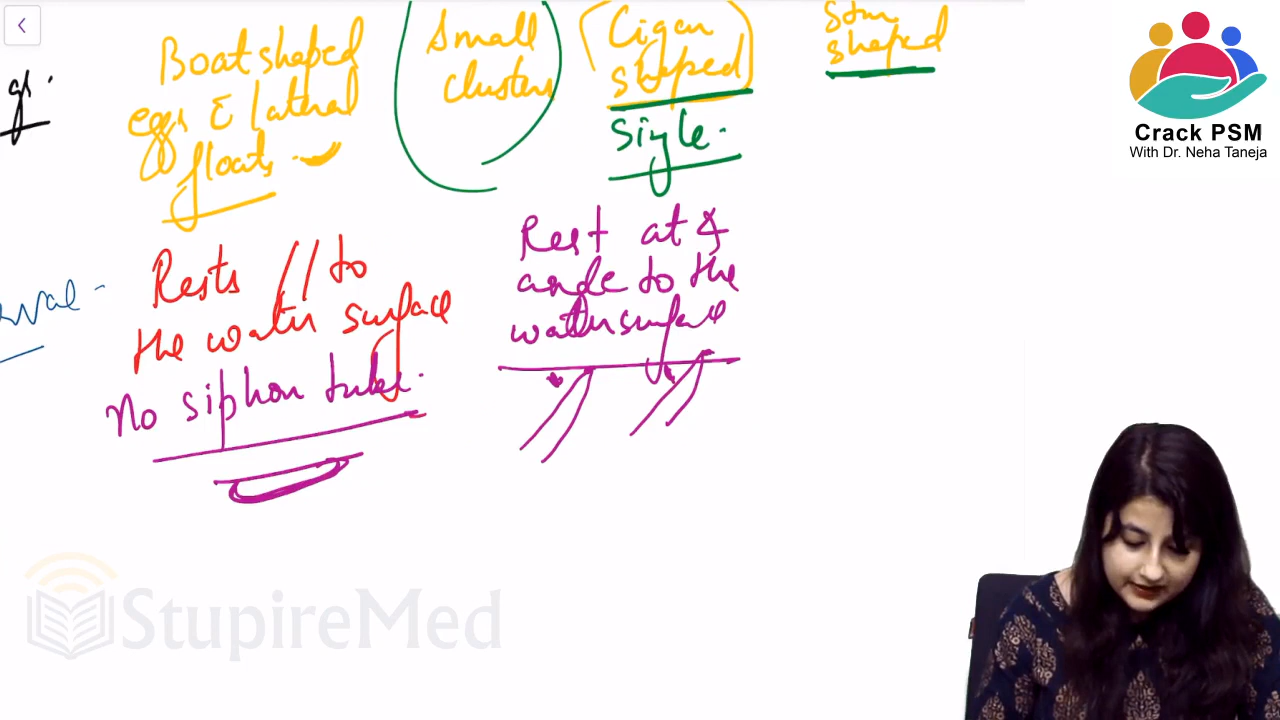 Boat shaped
eggs c̄ lateral
floats.
Small
clusters
Cigar
shaped
Single.
shaped
Rests // to
the water surface
No siphon tube.
Rest at
angle to the
water surface
Crack PSM
With Dr. Neha Taneja
StupireMed